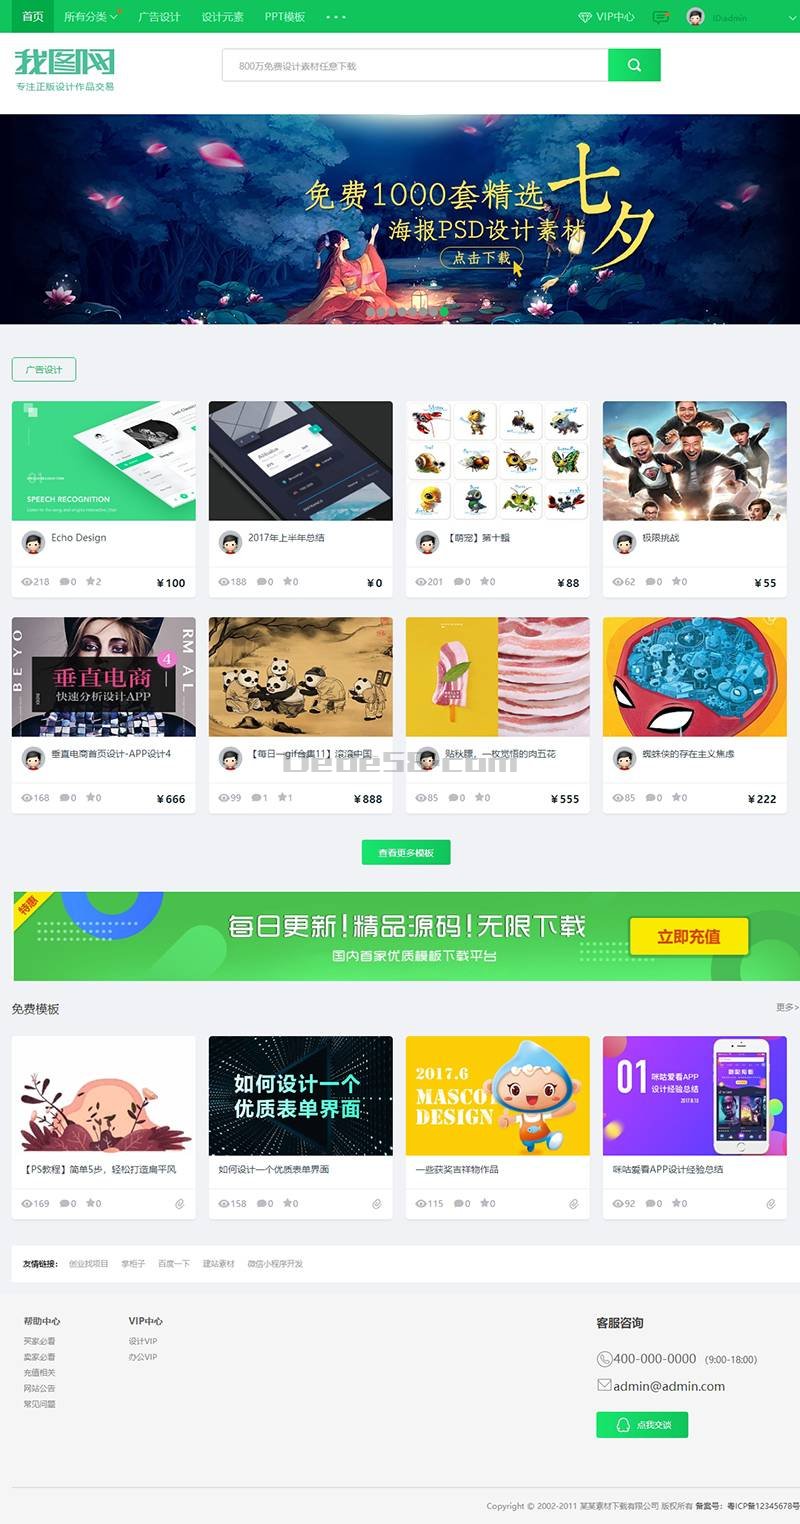 首页 所有分类 广告设计 设计元素 PPT模板 ••• VIP中心 IDiadmin
我图网
专注正版设计作品交易
800万免费设计素材任意下载
免费1000套精选
海报PSD设计素材
七夕
点击下载
广告设计
01
SPEECH RECOGNITION
Alibaba
Echo Design
2017年上半年总结
【萌宠】第十辑
极限挑战
218 0 2 ¥100
188 0 0 ¥0
201 0 0 ¥88
62 0 0 ¥55
BEYO
RMAL
4
垂直电商
快速分析设计APP
垂直电商首页设计-APP设计4
【每日一gif合集11】滚滚中国
贴秋膘，一枚觉悟的肉五花
蜘蛛侠的存在主义焦虑
Dede58.com
168 0 0 ¥666
99 1 1 ¥888
85 0 0 ¥555
85 0 0 ¥222
查看更多模板
特惠
每日更新!精品源码!无限下载
国内首家优质模板下载平台
立即充值
免费模板 更多>
如何设计一个
优质表单界面
2017.6
MASCOT
DESIGN
01 咪咕爱看APP
设计经验总结
2017.8.13
【PS教程】简单5步，轻松打造扁平风
如何设计一个优质表单界面
一些获奖吉祥物作品
咪咕爱看APP设计经验总结
169 0 0
158 0 0
115 0 0
92 0 0
友情链接： 创业找项目 掌柜子 百度一下 建站素材 微信小程序开发
帮助中心
买家必看
卖家必看
充值相关
网站公告
常见问题
VIP中心
设计VIP
办公VIP
客服咨询
400-000-0000 (9:00-18:00)
admin@admin.com
点我交谈
Copyright © 2002-2011 某某素材下载有限公司 版权所有 备案号：粤ICP备12345678号